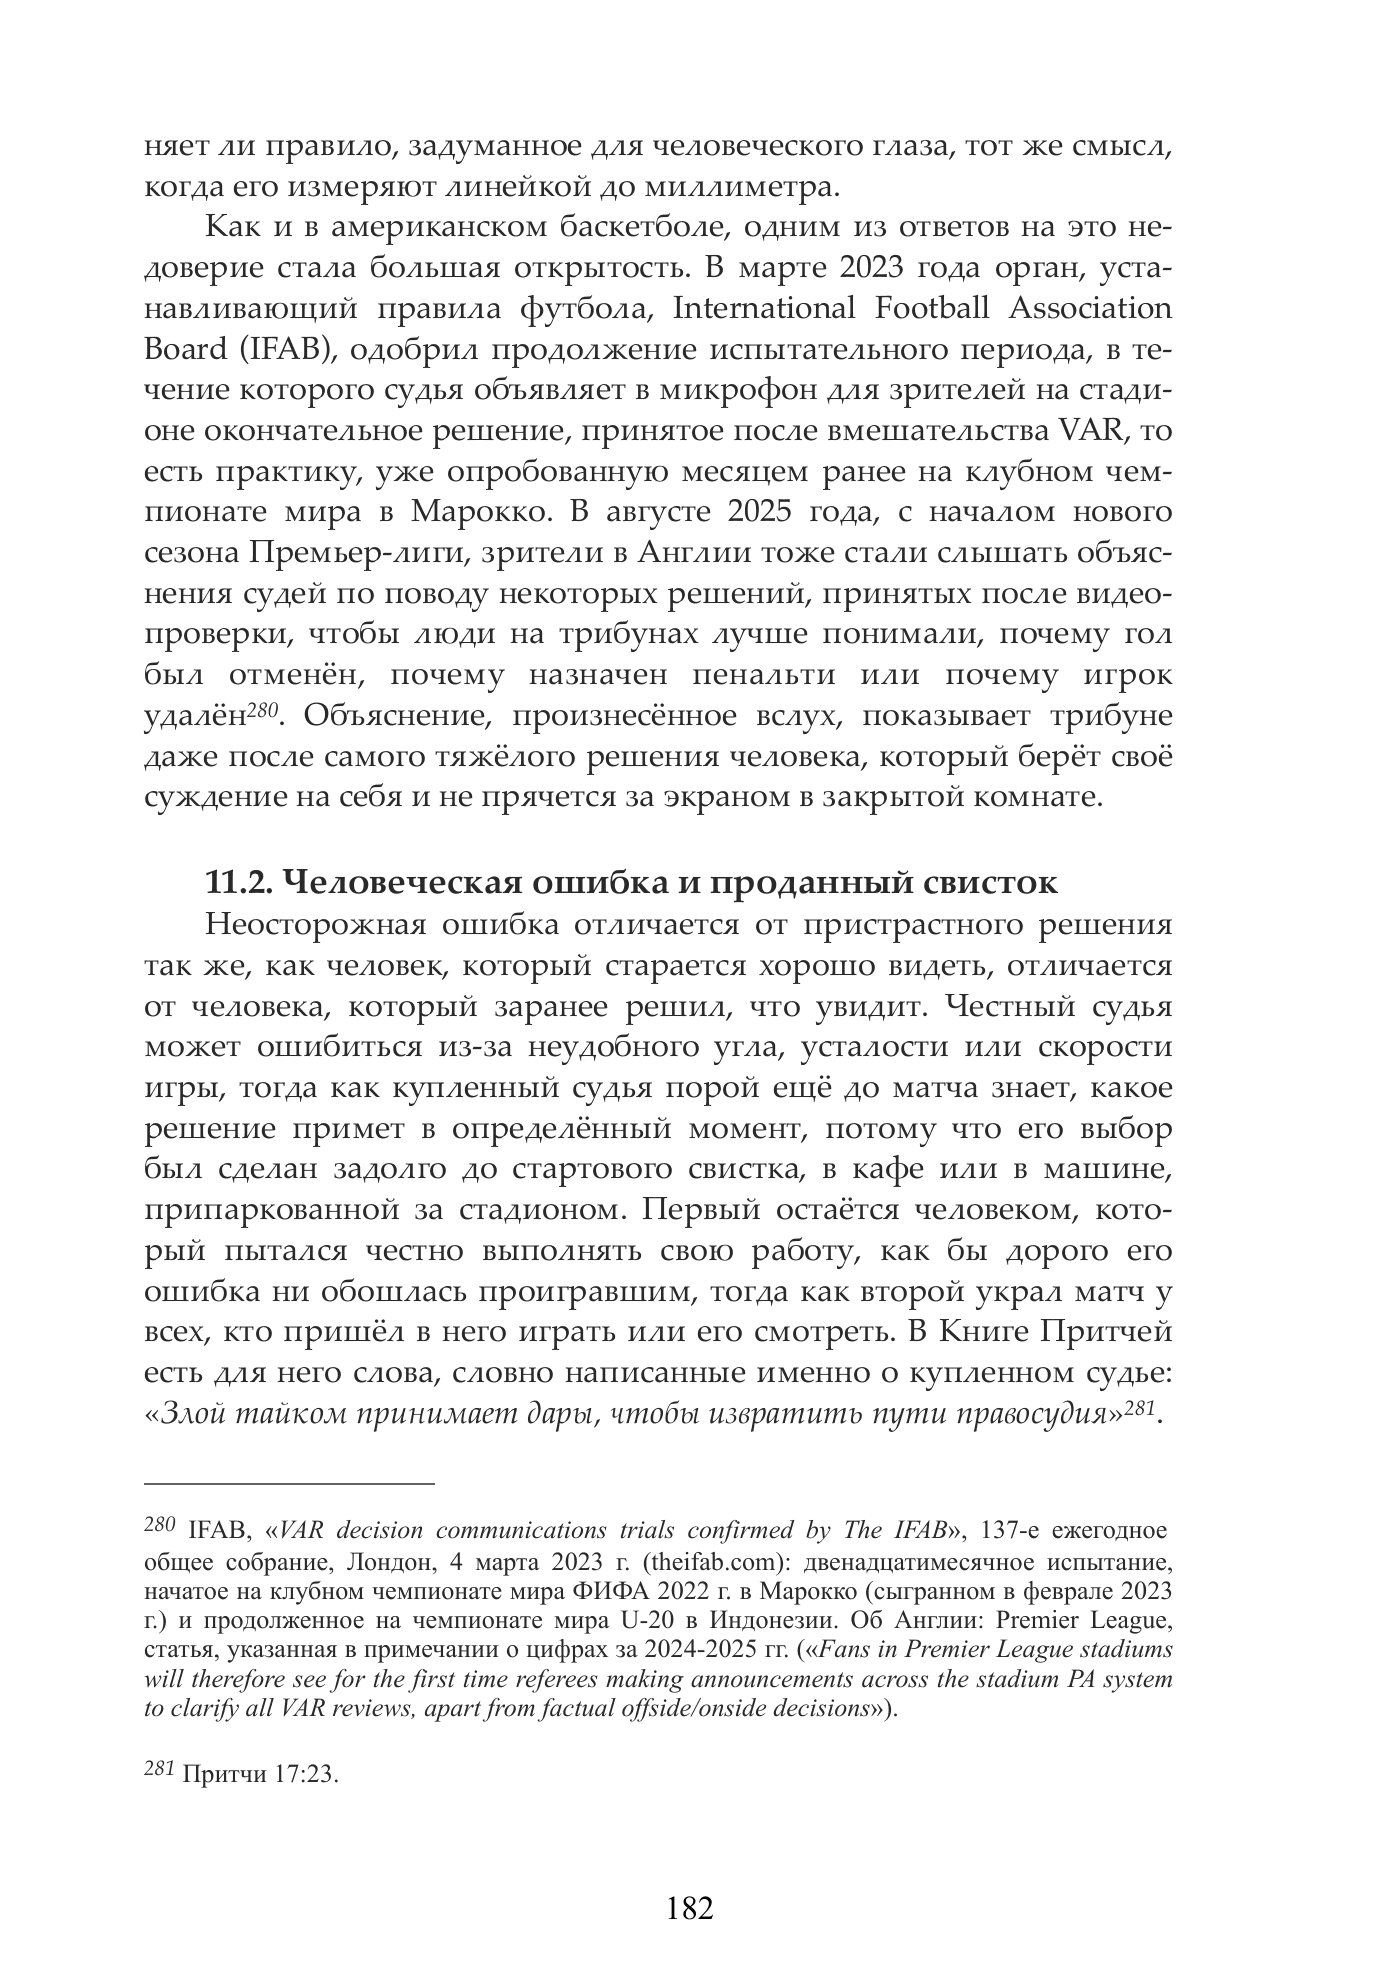 няет ли правило, задуманное для человеческого глаза, тот же смысл,
когда его измеряют линейкой до миллиметра.
Как и в американском баскетболе, одним из ответов на это не-
доверие стала большая открытость. В марте 2023 года орган, уста-
навливающий правила футбола, International Football Association
Board (IFAB), одобрил продолжение испытательного периода, в те-
чение которого судья объявляет в микрофон для зрителей на стади-
оне окончательное решение, принятое после вмешательства VAR, то
есть практику, уже опробованную месяцем ранее на клубном чем-
пионате мира в Марокко. В августе 2025 года, с началом нового
сезона Премьер-лиги, зрители в Англии тоже стали слышать объяс-
нения судей по поводу некоторых решений, принятых после видео-
проверки, чтобы люди на трибунах лучше понимали, почему гол
был отменён, почему назначен пенальти или почему игрок
удалён280. Объяснение, произнесённое вслух, показывает трибуне
даже после самого тяжёлого решения человека, который берёт своё
суждение на себя и не прячется за экраном в закрытой комнате.
11.2. Человеческая ошибка и проданный свисток
Неосторожная ошибка отличается от пристрастного решения
так же, как человек, который старается хорошо видеть, отличается
от человека, который заранее решил, что увидит. Честный судья
может ошибиться из-за неудобного угла, усталости или скорости
игры, тогда как купленный судья порой ещё до матча знает, какое
решение примет в определённый момент, потому что его выбор
был сделан задолго до стартового свистка, в кафе или в машине,
припаркованной за стадионом. Первый остаётся человеком, кото-
рый пытался честно выполнять свою работу, как бы дорого его
ошибка ни обошлась проигравшим, тогда как второй украл матч у
всех, кто пришёл в него играть или его смотреть. В Книге Притчей
есть для него слова, словно написанные именно о купленном судье:
«Злой тайком принимает дары, чтобы извратить пути правосудия»281.
280 IFAB, «VAR decision communications trials confirmed by The IFAB», 137-е ежегодное
общее собрание, Лондон, 4 марта 2023 г. (theifab.com): двенадцатимесячное испытание,
начатое на клубном чемпионате мира ФИФА 2022 г. в Марокко (сыгранном в феврале 2023
г.) и продолженное на чемпионате мира U-20 в Индонезии. Об Англии: Premier League,
статья, указанная в примечании о цифрах за 2024-2025 гг. («Fans in Premier League stadiums
will therefore see for the first time referees making announcements across the stadium PA system
to clarify all VAR reviews, apart from factual offside/onside decisions»).
281 Притчи 17:23.
182